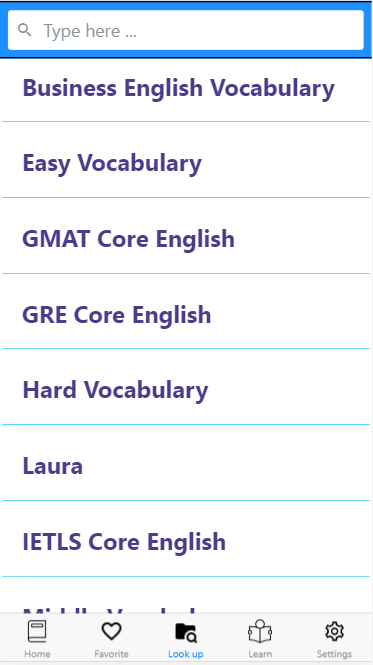 Type here ...
Business English Vocabulary
Easy Vocabulary
GMAT Core English
GRE Core English
Hard Vocabulary
Laura
IETLS Core English
Home Favorite Look up Learn Settings